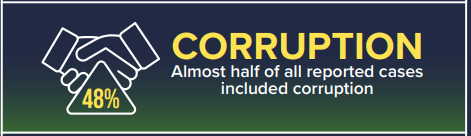 CORRUPTION
Almost half of all reported cases
included corruption
48%